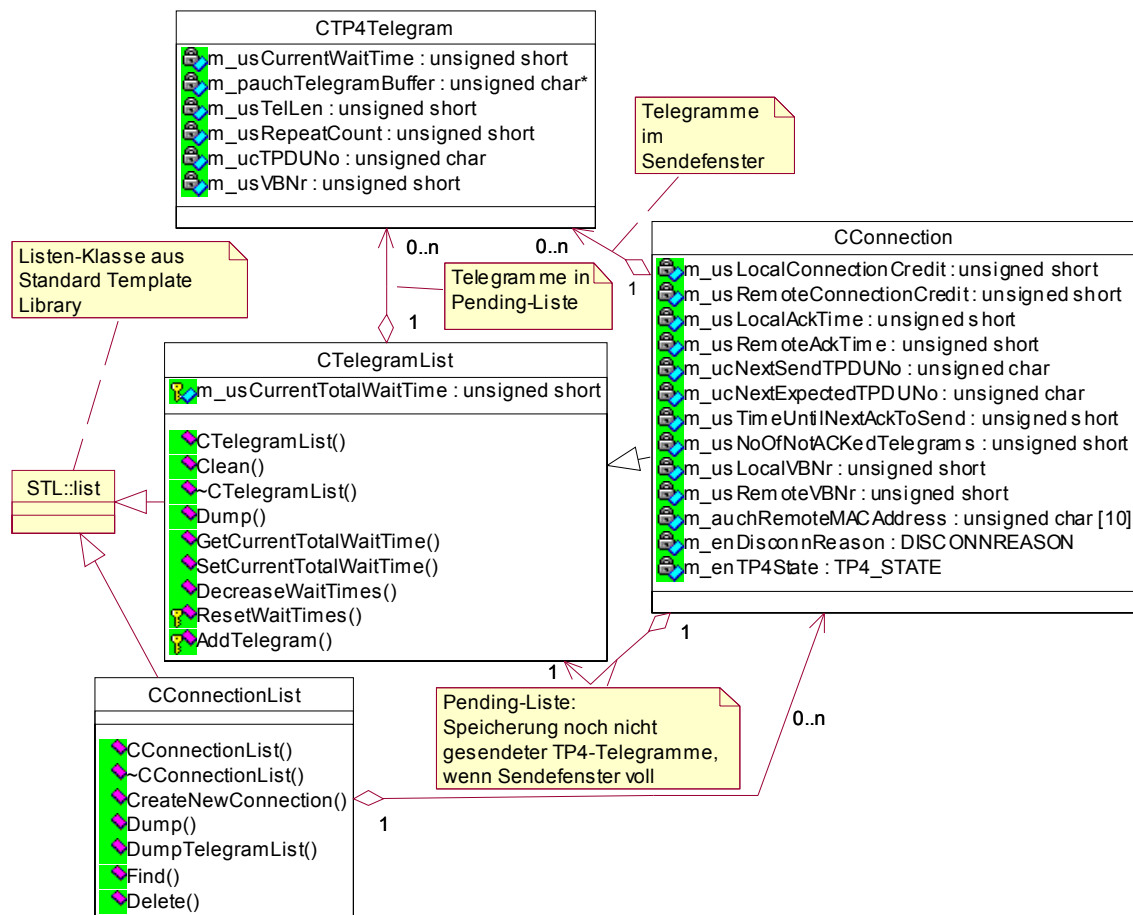 CTP4Telegram
m_usCurrentWaitTime : unsigned short
m_pauchTelegramBuffer : unsigned char*
m_usTelLen : unsigned short
m_usRepeatCount : unsigned short
m_ucTPDUNo : unsigned char
m_usVBNr : unsigned short
Telegramme
im
Sendefenster
0..n
0..n
Listen-Klasse aus
Standard Template
Library
Telegramme in
Pending-Liste
1
1
CConnection
m_usLocalConnectionCredit : unsigned short
m_usRemoteConnectionCredit : unsigned short
m_usLocalAckTime : unsigned short
m_usRemoteAckTime : unsigned short
m_ucNextSendTPDUNo : unsigned char
m_ucNextExpectedTPDUNo : unsigned char
m_usTimeUntilNextAckToSend : unsigned short
m_usNoOfNotACKedTelegrams : unsigned short
m_usLocalVBNr : unsigned short
m_usRemoteVBNr : unsigned short
m_auchRemoteMACAddress : unsigned char [10]
m_enDisconnReason : DISCONNREASON
m_enTP4State : TP4_STATE
CTelegramList
m_usCurrentTotalWaitTime : unsigned short
CTelegramList()
Clean()
~CTelegramList()
Dump()
GetCurrentTotalWaitTime()
SetCurrentTotalWaitTime()
DecreaseWaitTimes()
ResetWaitTimes()
AddTelegram()
STL::list
1
1
Pending-Liste:
Speicherung noch nicht
gesendeter TP4-Telegramme,
wenn Sendefenster voll
0..n
CConnectionList
CConnectionList()
~CConnectionList()
CreateNewConnection()
Dump()
DumpTelegramList()
Find()
Delete()
1